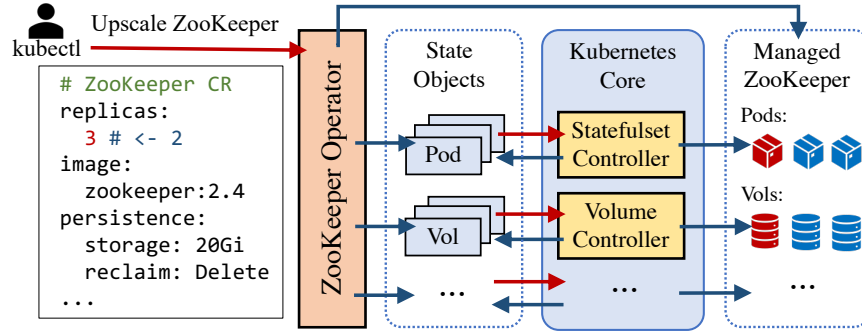 kubectl
Upscale ZooKeeper
# ZooKeeper CR
replicas:
3 # <- 2
image:
zookeeper:2.4
persistence:
storage: 20Gi
reclaim: Delete
...
ZooKeeper Operator
State
Objects
Pod
Vol
...
Kubernetes
Core
Statefulset
Controller
Volume
Controller
...
Managed
ZooKeeper
Pods:
Vols:
...